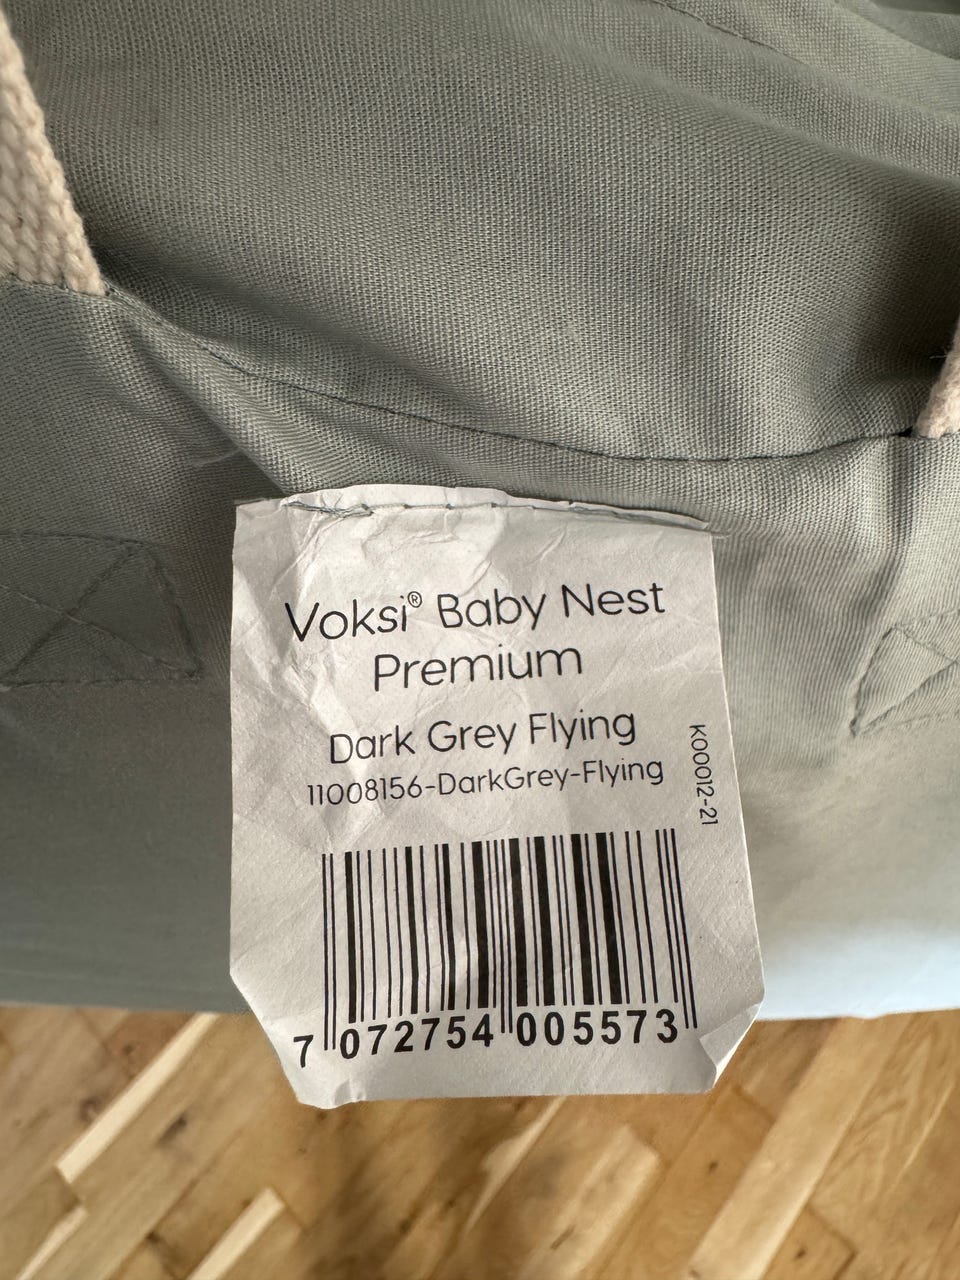 Voksi® Baby Nest
Premium
Dark Grey Flying
11008156-DarkGrey-Flying
K00012-21
7 072754 005573